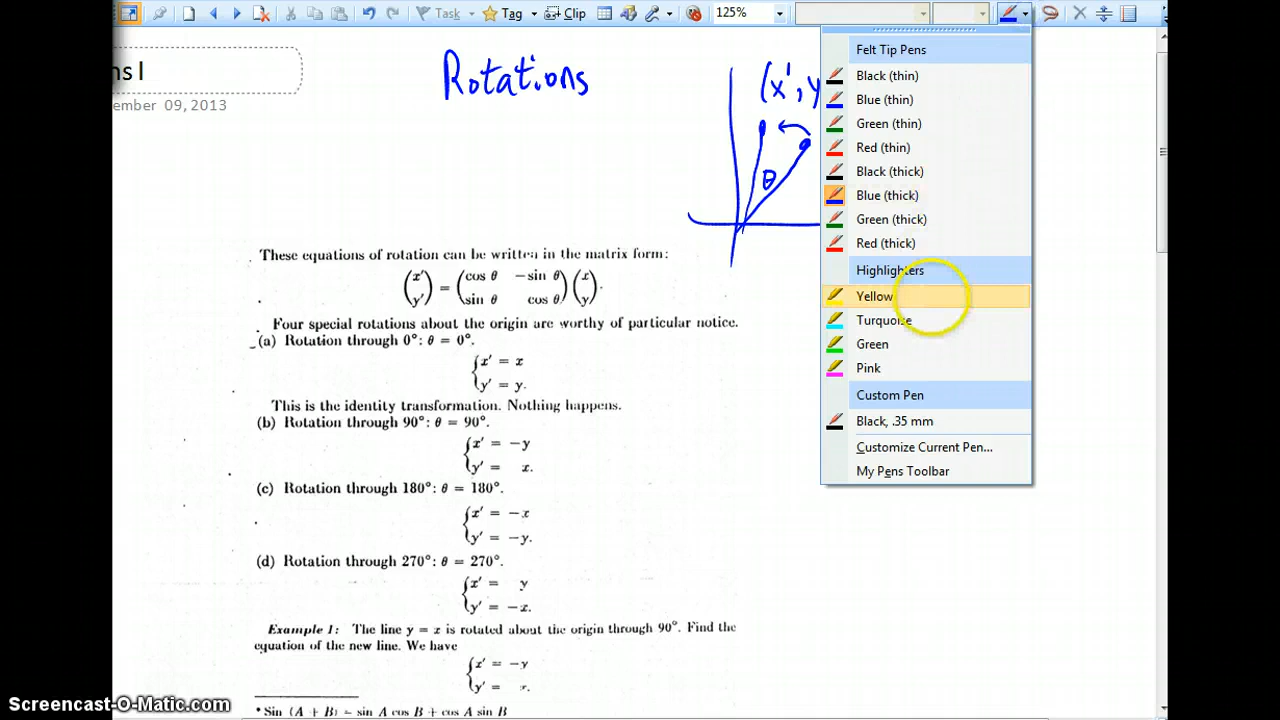 Task Tag Clip 125%
ns I
ember 09, 2013
Rotations
(x', y
θ
Felt Tip Pens
Black (thin)
Blue (thin)
Green (thin)
Red (thin)
Black (thick)
Blue (thick)
Green (thick)
Red (thick)
Highlighters
Yellow
Turquoise
Green
Pink
Custom Pen
Black, .35 mm
Customize Current Pen...
My Pens Toolbar
These equations of rotation can be written in the matrix form:
(x') = (cos θ −sin θ) (x)
(y') (sin θ cos θ) (y).
Four special rotations about the origin are worthy of particular notice.
(a) Rotation through 0°: θ = 0°.
{x' = x
y' = y.
This is the identity transformation. Nothing happens.
(b) Rotation through 90°: θ = 90°.
{x' = −y
y' = x.
(c) Rotation through 180°: θ = 180°.
{x' = −x
y' = −y.
(d) Rotation through 270°: θ = 270°.
{x' = y
y' = −x.
Example 1: The line y = x is rotated about the origin through 90°. Find the
equation of the new line. We have
{x' = −y
y' = x.
* Sin (A + B) = sin A cos B + cos A sin B
Screencast-O-Matic.com